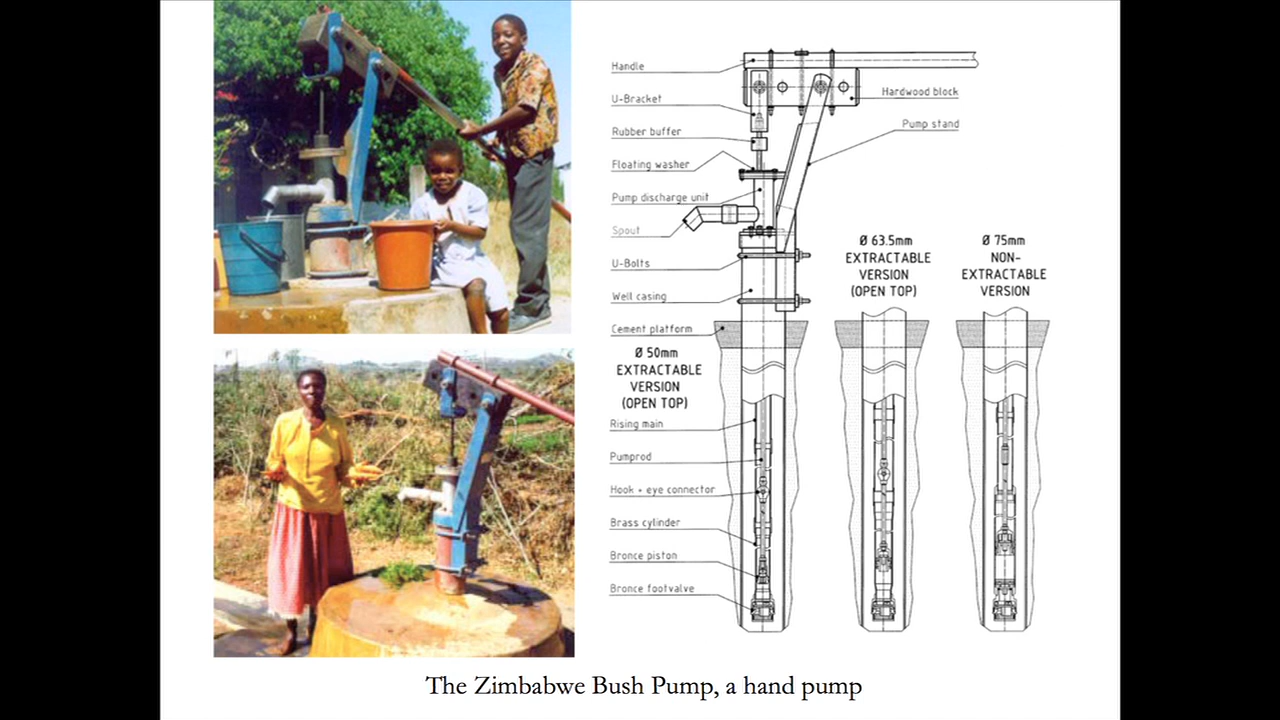 Handle
U-Bracket
Rubber buffer
Floating washer
Pump discharge unit
Spout
U-Bolts
Well casing
Cement platform
Hardwood block
Pump stand
Ø 50mm
EXTRACTABLE
VERSION
(OPEN TOP)
Ø 63.5mm
EXTRACTABLE
VERSION
(OPEN TOP)
Ø 75mm
NON-
EXTRACTABLE
VERSION
Rising main
Pumprod
Hook + eye connector
Brass cylinder
Bronce piston
Bronce footvalve
The Zimbabwe Bush Pump, a hand pump